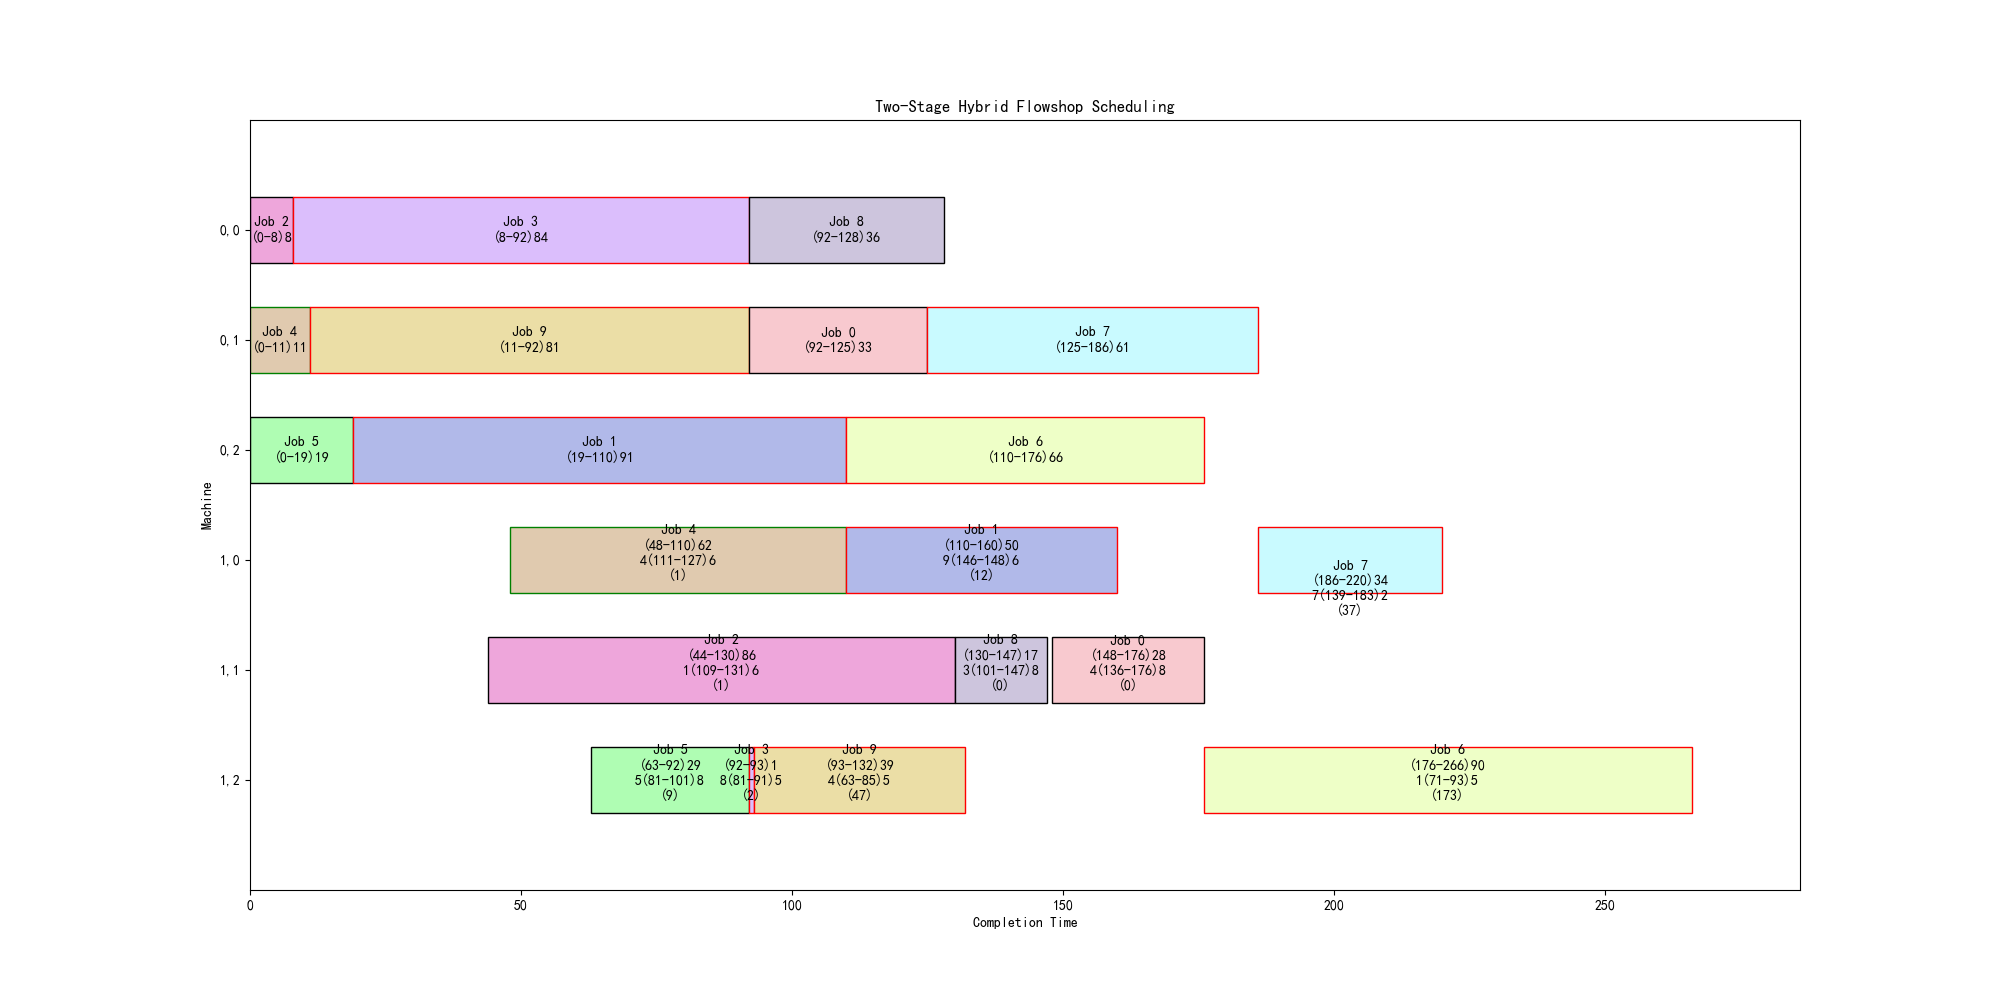 Two-Stage Hybrid Flowshop Scheduling
Machine
0,0
Job 2
(0-8)8
Job 3
(8-92)84
Job 8
(92-128)36
0,1
Job 4
(0-11)11
Job 9
(11-92)81
Job 0
(92-125)33
Job 7
(125-186)61
0,2
Job 5
(0-19)19
Job 1
(19-110)91
Job 6
(110-176)66
1,0
Job 4
(48-110)62
4(111-127)6
(1)
Job 1
(110-160)50
9(146-148)6
(12)
Job 7
(186-220)34
7(139-183)2
(37)
1,1
Job 2
(44-130)86
1(109-131)6
(1)
Job 8
(130-147)17
3(101-147)8
(0)
Job 0
(148-176)28
4(136-176)8
(0)
1,2
Job 5
(63-92)29
5(81-101)8
(9)
Job 3
(92-93)1
8(81-91)5
(2)
Job 9
(93-132)39
4(63-85)5
(47)
Job 6
(176-266)90
1(71-93)5
(173)
0
50
100
150
200
250
Completion Time